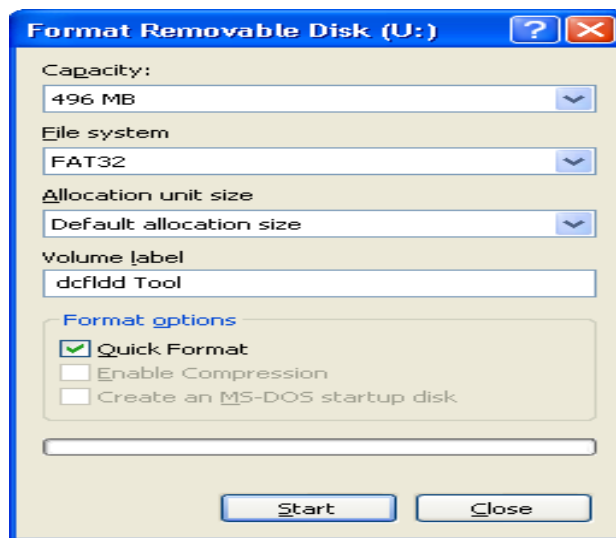 Format Removable Disk (U:)
Capacity:
496 MB
File system
FAT32
Allocation unit size
Default allocation size
Volume label
dcfldd Tool
Format options
Quick Format
Enable Compression
Create an MS-DOS startup disk
Start Close